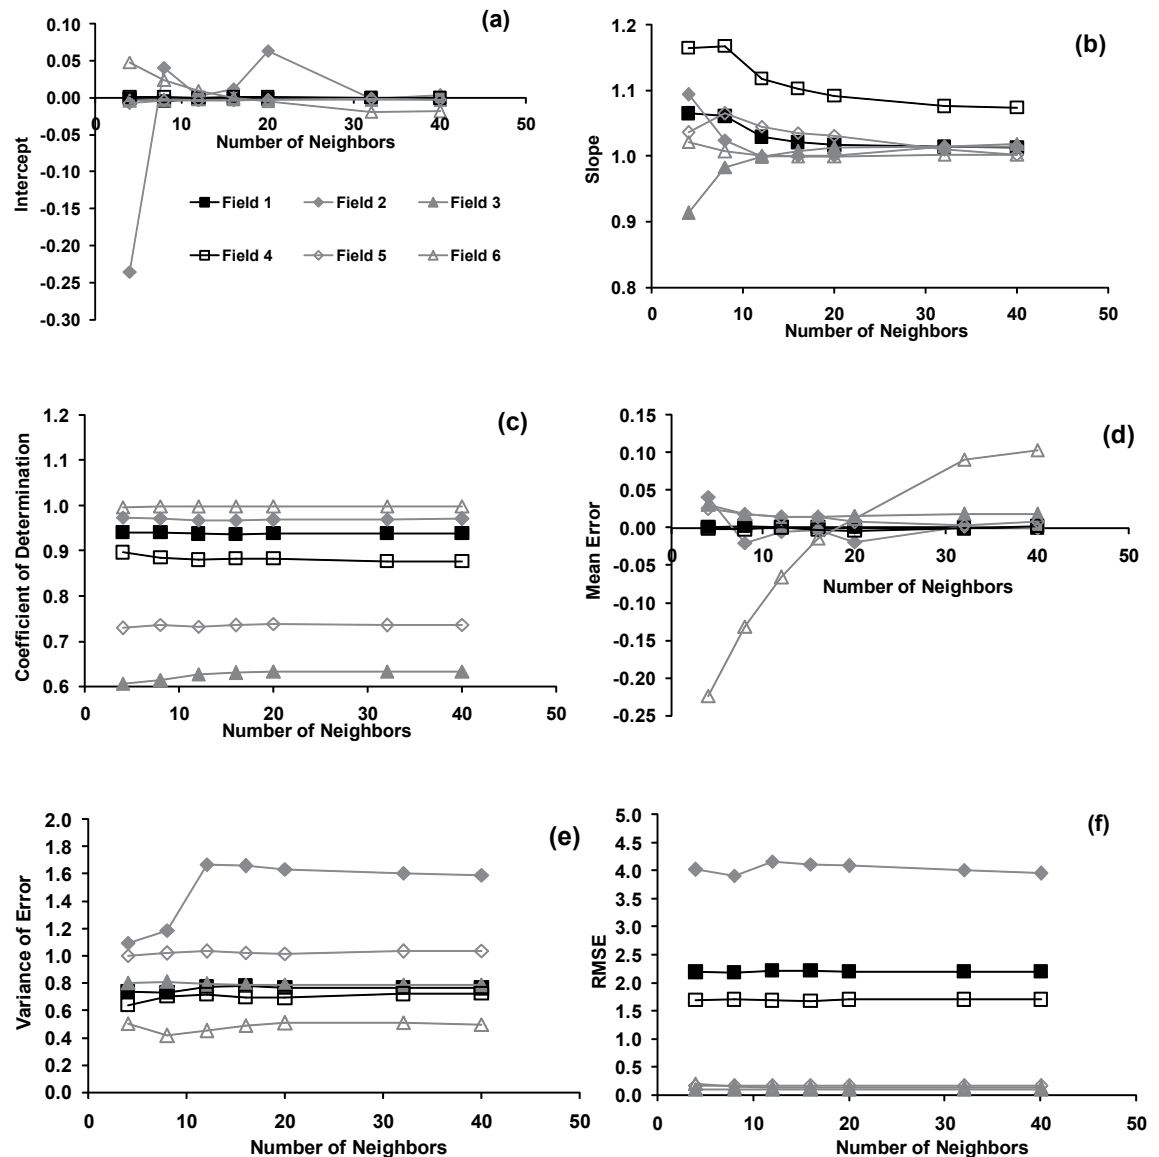 (a)
0.10
0.05
0.00
-0.05
-0.10
-0.15
-0.20
-0.25
-0.30
Intercept
0 10 20 30 40 50
Number of Neighbors
Field 1 Field 2 Field 3
Field 4 Field 5 Field 6
(b)
1.2
1.1
1.0
0.9
0.8
Slope
0 10 20 30 40 50
Number of Neighbors
(c)
1.2
1.1
1.0
0.9
0.8
0.7
0.6
Coefficient of Determination
0 10 20 30 40 50
Number of Neighbors
(d)
0.15
0.10
0.05
0.00
-0.05
-0.10
-0.15
-0.20
-0.25
Mean Error
0 10 20 30 40 50
Number of Neighbors
(e)
2.0
1.8
1.6
1.4
1.2
1.0
0.8
0.6
0.4
0.2
0.0
Variance of Error
0 10 20 30 40 50
Number of Neighbors
(f)
5.0
4.5
4.0
3.5
3.0
2.5
2.0
1.5
1.0
0.5
0.0
RMSE
0 10 20 30 40 50
Number of Neighbors